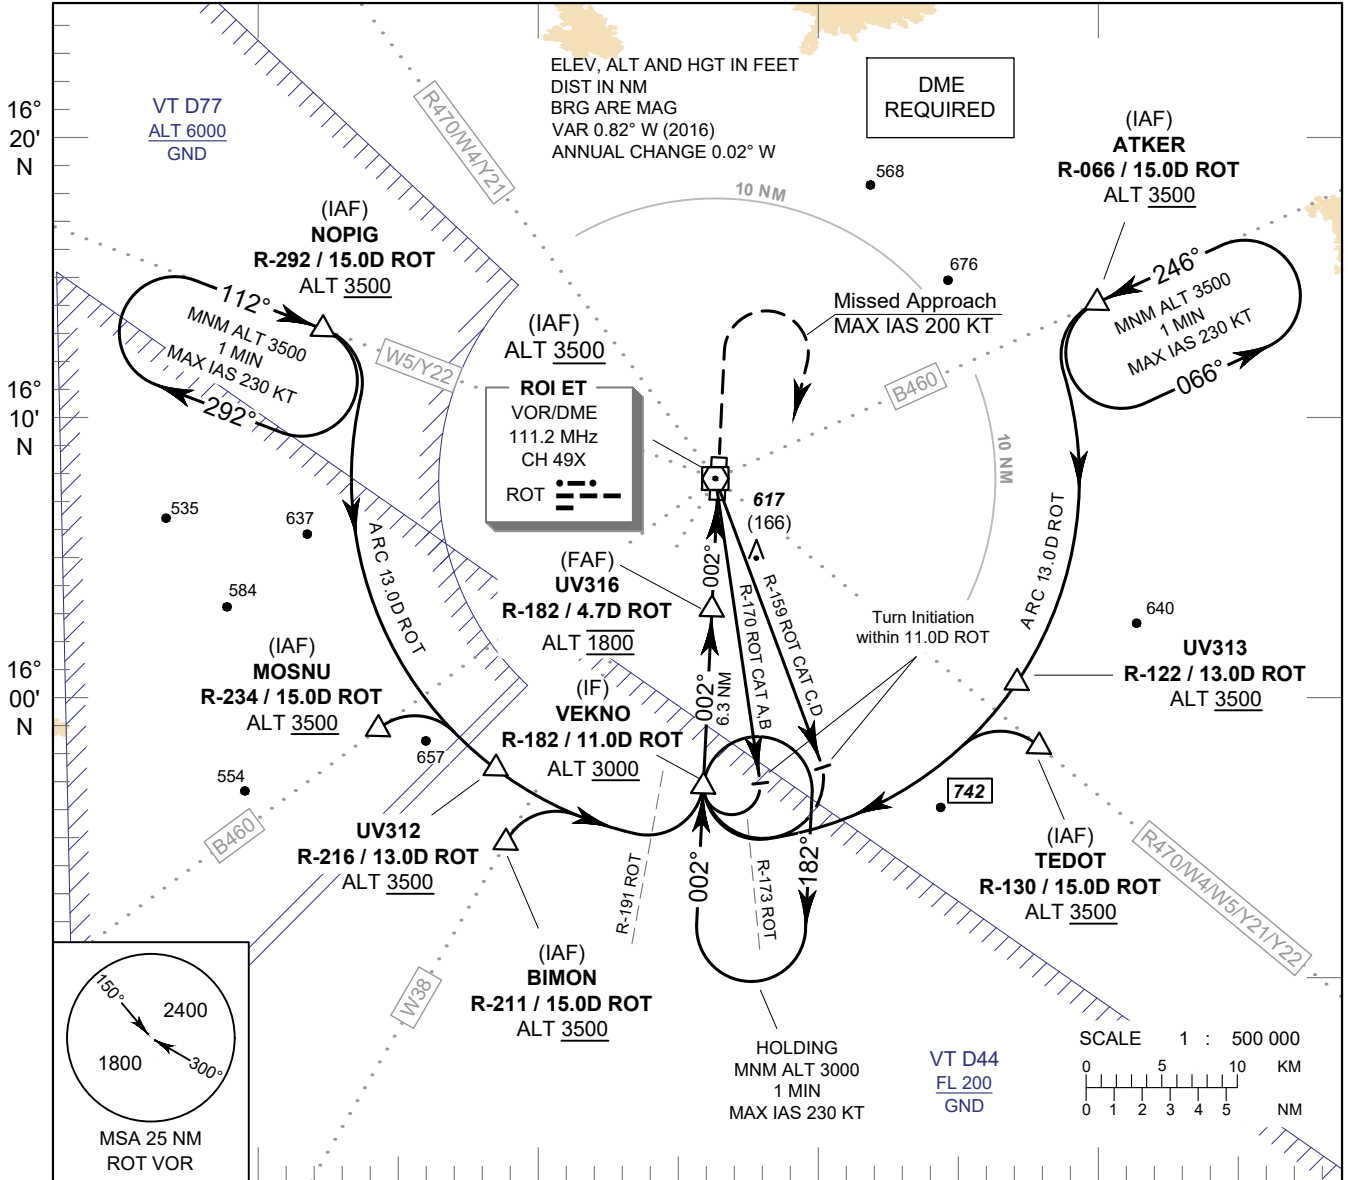 ELEV, ALT AND HGT IN FEET
DIST IN NM
BRG ARE MAG
VAR 0.82° W (2016)
ANNUAL CHANGE 0.02° W
DME
REQUIRED
VT D77
ALT 6000
GND
16°
20'
N
R470/W4/Y21
10 NM
568
676
(IAF)
ATKER
R-066 / 15.0D ROT
ALT 3500
(IAF)
NOPIG
R-292 / 15.0D ROT
ALT 3500
112°
MNM ALT 3500
1 MIN
MAX IAS 230 KT
292°
W5/Y22
Missed Approach
MAX IAS 200 KT
246°
MNM ALT 3500
1 MIN
MAX IAS 230 KT
066°
B460
(IAF)
ALT 3500
ROI ET
VOR/DME
111.2 MHz
CH 49X
ROT
16°
10'
N
10 NM
617
(166)
535
637
584
ARC 13.0D ROT
ARC 13.0D ROT
(FAF)
UV316
R-182 / 4.7D ROT
ALT 1800
002°
R-170 ROT CAT A,B
R-159 ROT CAT C,D
Turn Initiation
within 11.0D ROT
640
UV313
R-122 / 13.0D ROT
ALT 3500
16°
00'
N
(IAF)
MOSNU
R-234 / 15.0D ROT
ALT 3500
(IF)
VEKNO
R-182 / 11.0D ROT
ALT 3000
002°
6.3 NM
657
554
742
B460
UV312
R-216 / 13.0D ROT
ALT 3500
R-191 ROT
002°
R-173 ROT
182°
(IAF)
TEDOT
R-130 / 15.0D ROT
ALT 3500
R470/W4/W5/Y21/Y22
(IAF)
BIMON
R-211 / 15.0D ROT
ALT 3500
W38
150°
2400
1800
300°
MSA 25 NM
ROT VOR
HOLDING
MNM ALT 3000
1 MIN
MAX IAS 230 KT
VT D44
FL 200
GND
SCALE 1 : 500 000
0 5 10 KM
0 1 2 3 4 5 NM